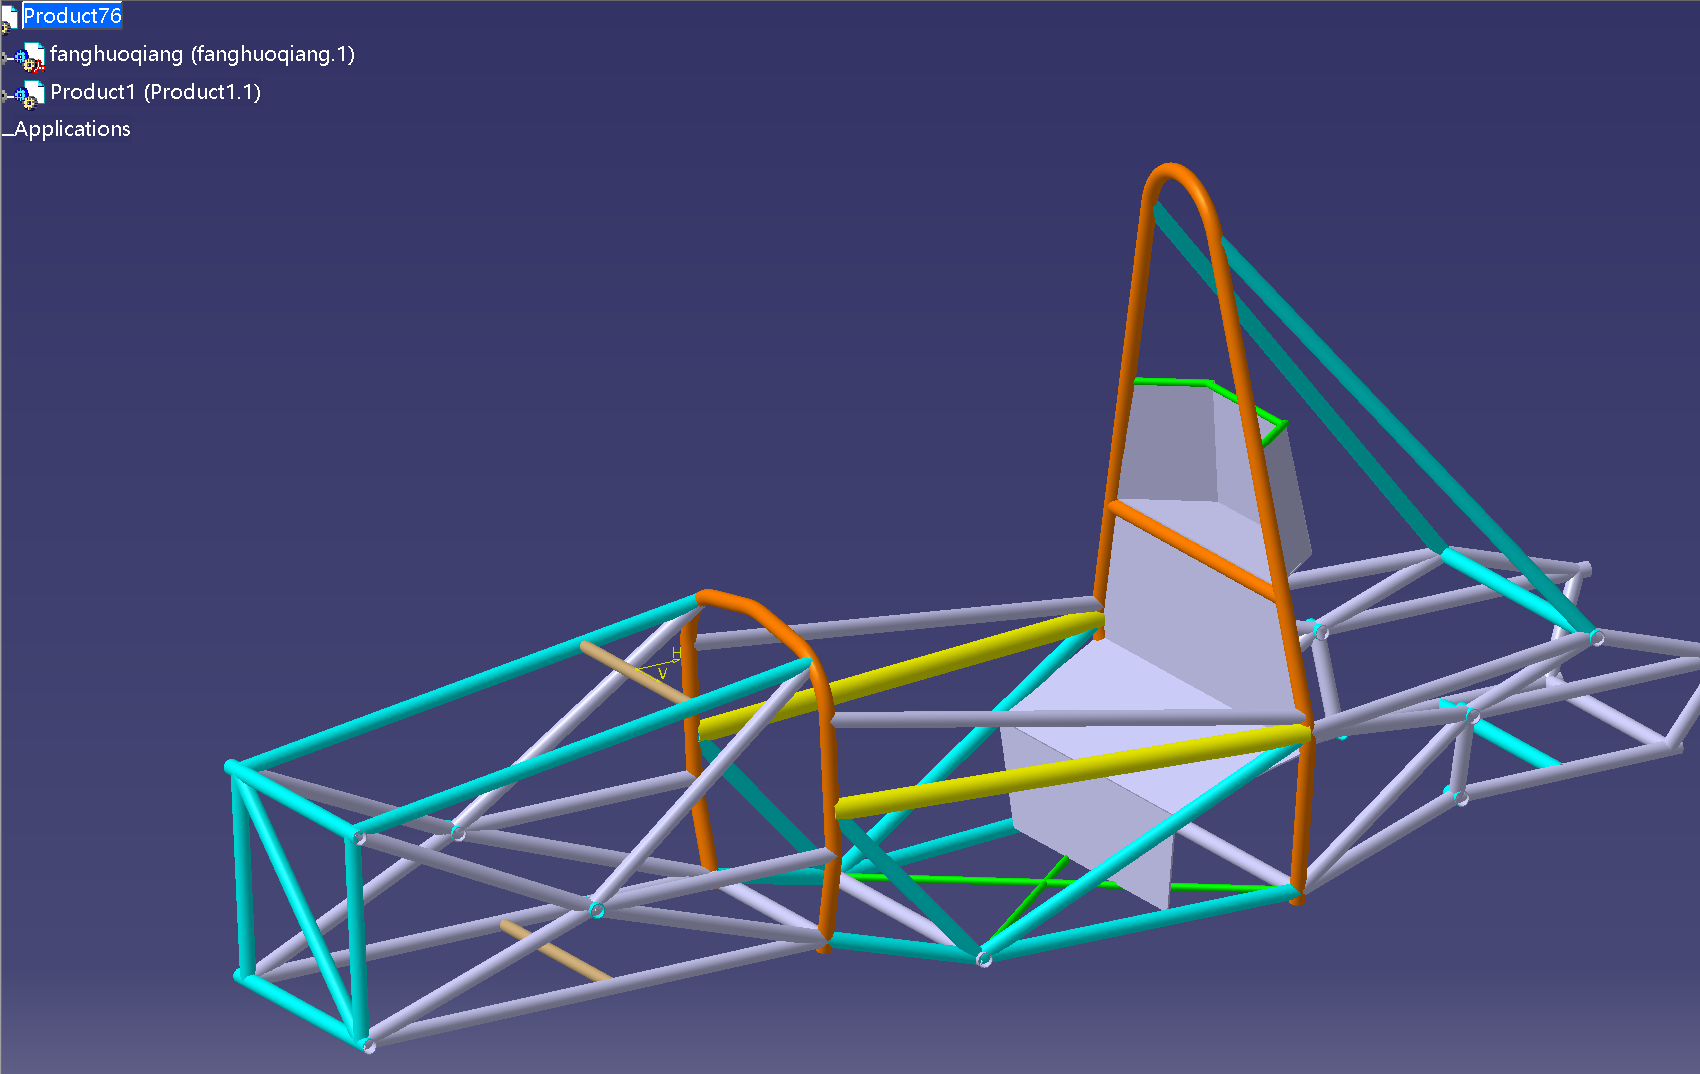 Product76
fanghuoqiang (fanghuoqiang.1)
Product1 (Product1.1)
Applications
H
V